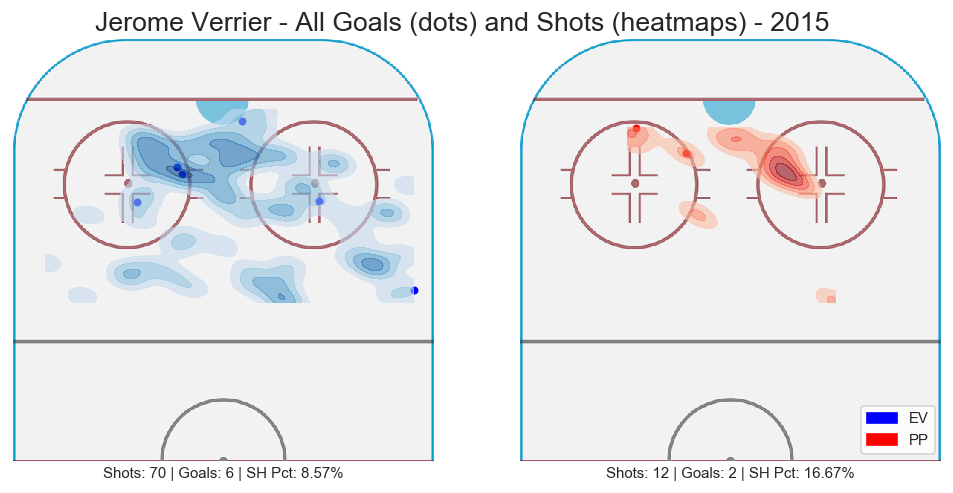 Jerome Verrier - All Goals (dots) and Shots (heatmaps) - 2015
EV
PP
Shots: 70 | Goals: 6 | SH Pct: 8.57%
Shots: 12 | Goals: 2 | SH Pct: 16.67%